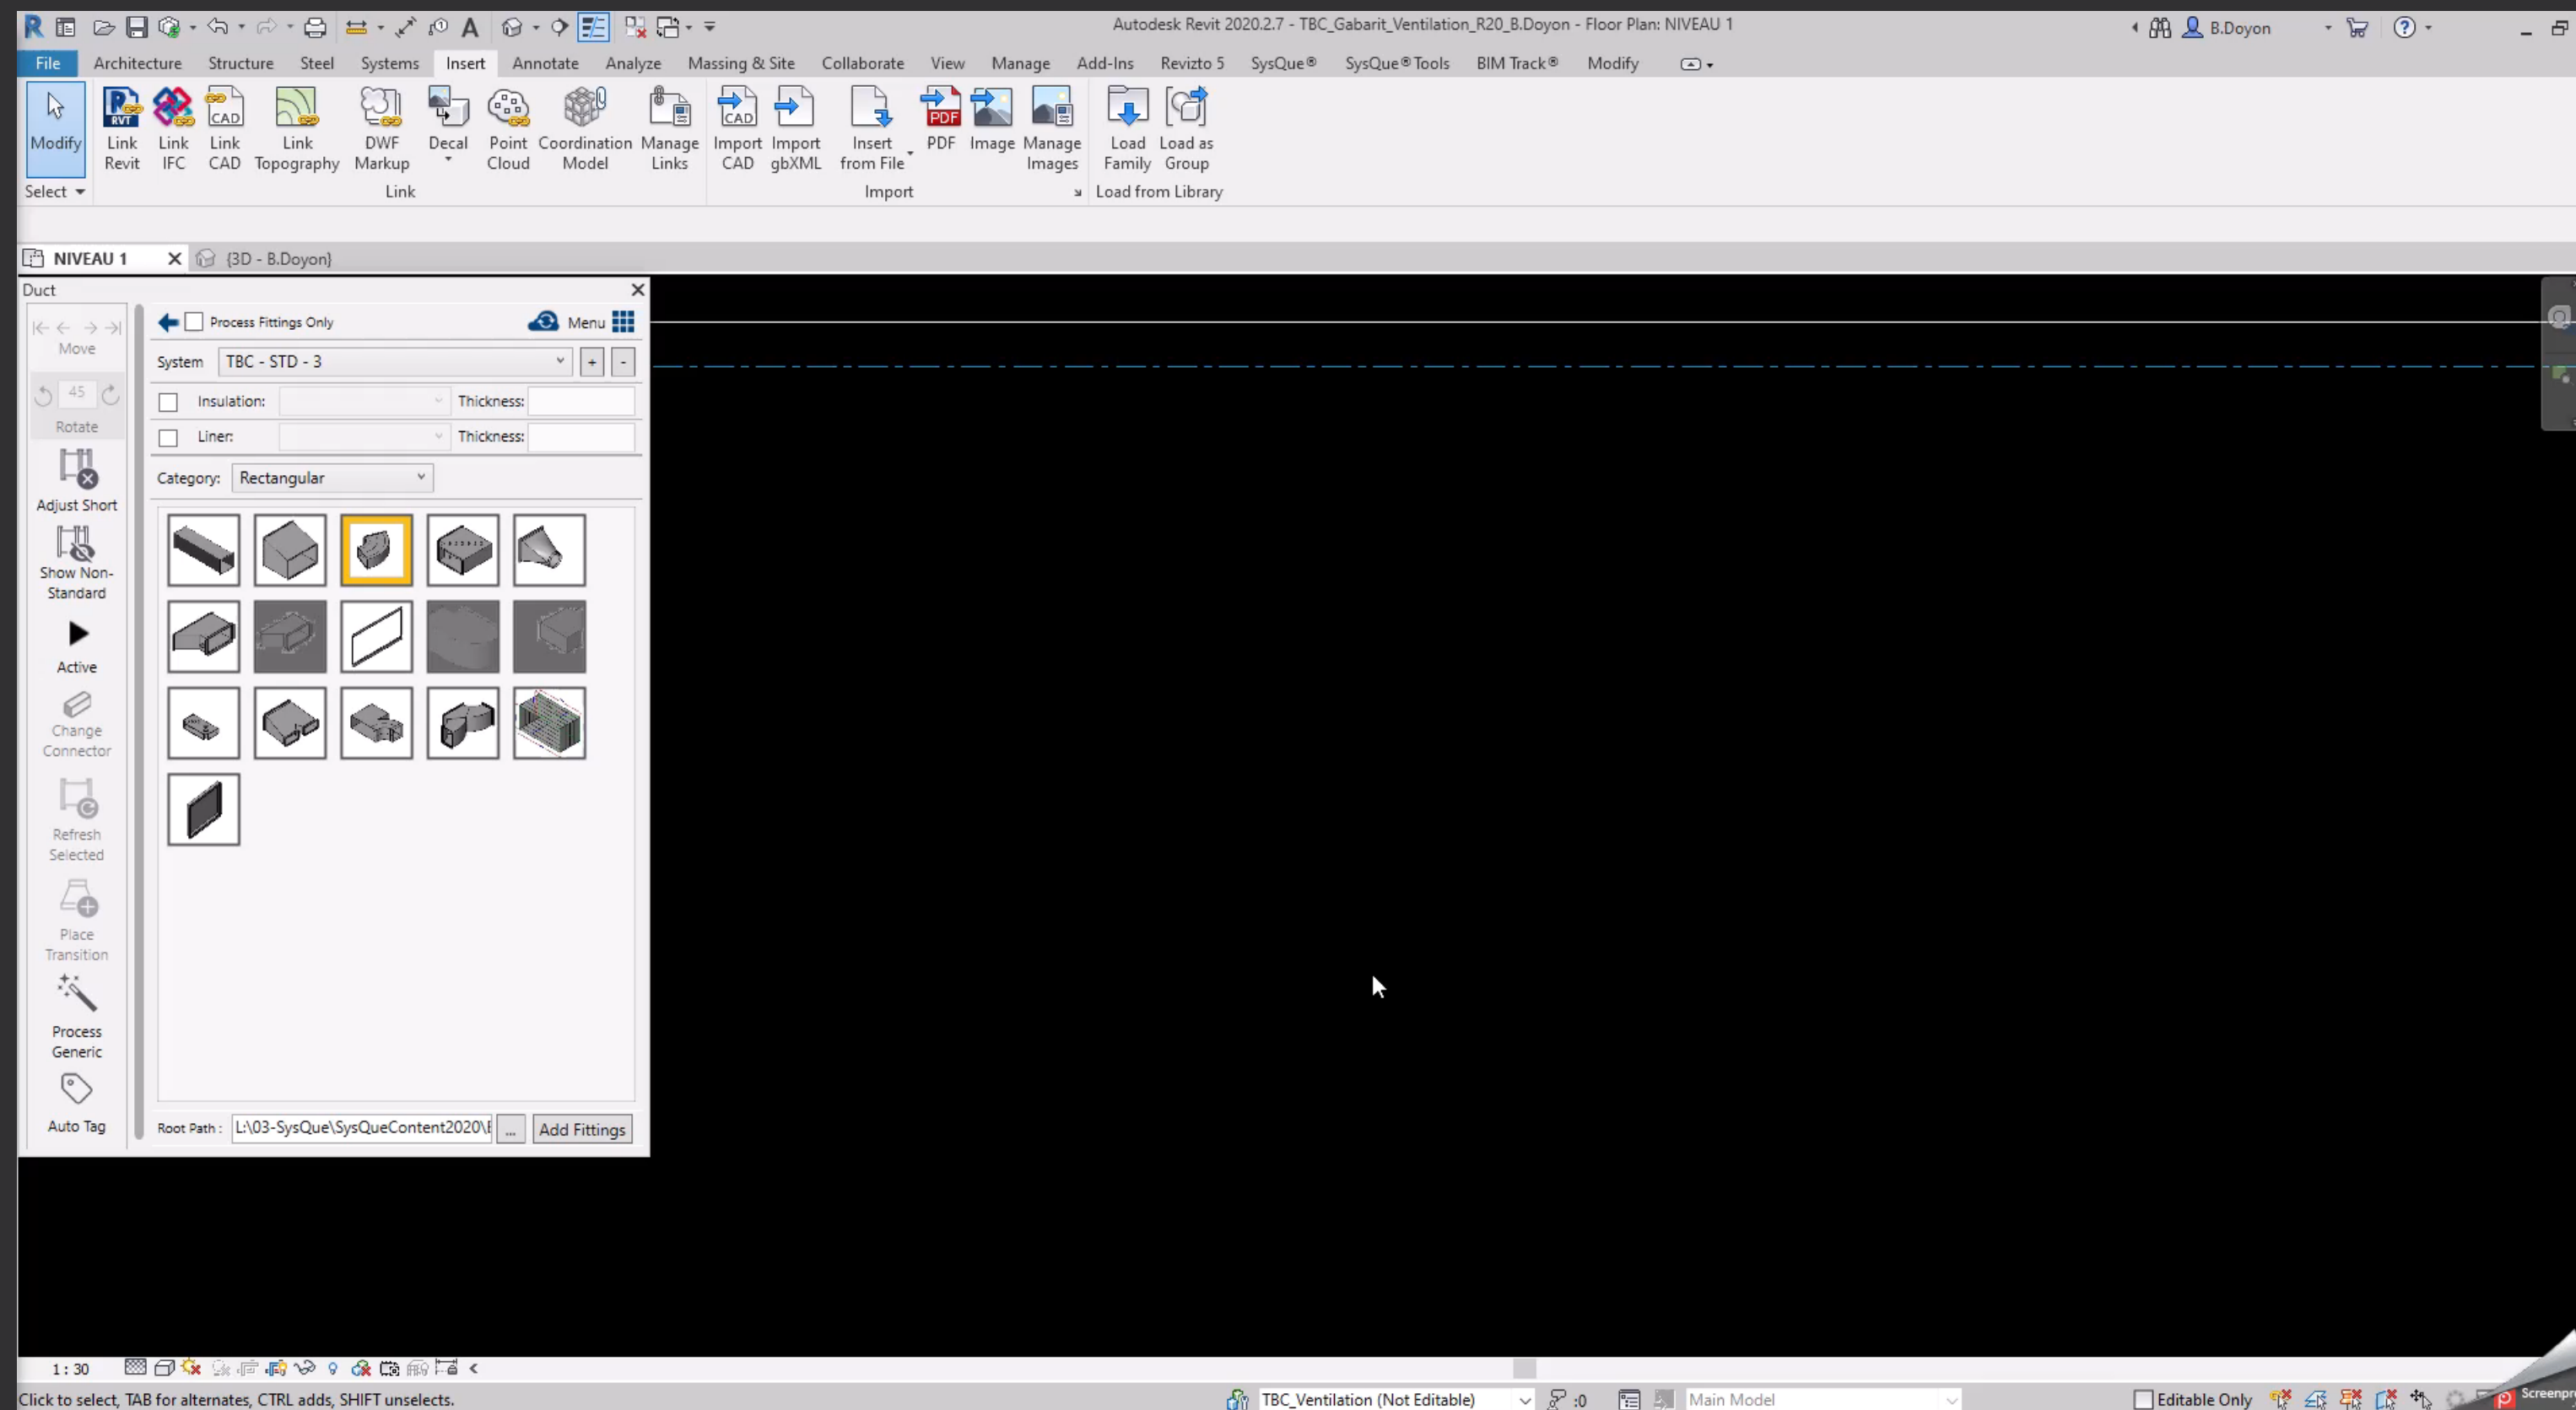 Autodesk Revit 2020.2.7 - TBC_Gabarit_Ventilation_R20_B.Doyon - Floor Plan: NIVEAU 1
B.Doyon
File Architecture Structure Steel Systems Insert Annotate Analyze Massing & Site Collaborate View Manage Add-Ins Revizto 5 SysQue® SysQue® Tools BIM Track® Modify
Modify
Link Revit
Link IFC
Link CAD
Link Topography
DWF Markup
Decal
Point Cloud
Coordination Model
Manage Links
Import CAD
Import gbXML
Insert from File
PDF
Image
Manage Images
Load Family
Load as Group
Select
Link
Import
Load from Library
NIVEAU 1
{3D - B.Doyon}
Duct
Move
45
Rotate
Adjust Short
Show Non-
Standard
Active
Change
Connector
Refresh
Selected
Place
Transition
Process
Generic
Auto Tag
Process Fittings Only
Menu
System TBC - STD - 3 + -
Insulation: Thickness:
Liner: Thickness:
Category: Rectangular
Root Path : L:\03-SysQue\SysQueContent2020\ ... Add Fittings
1 : 30
Click to select, TAB for alternates, CTRL adds, SHIFT unselects.
TBC_Ventilation (Not Editable)
:0
Main Model
Editable Only
Screenpre